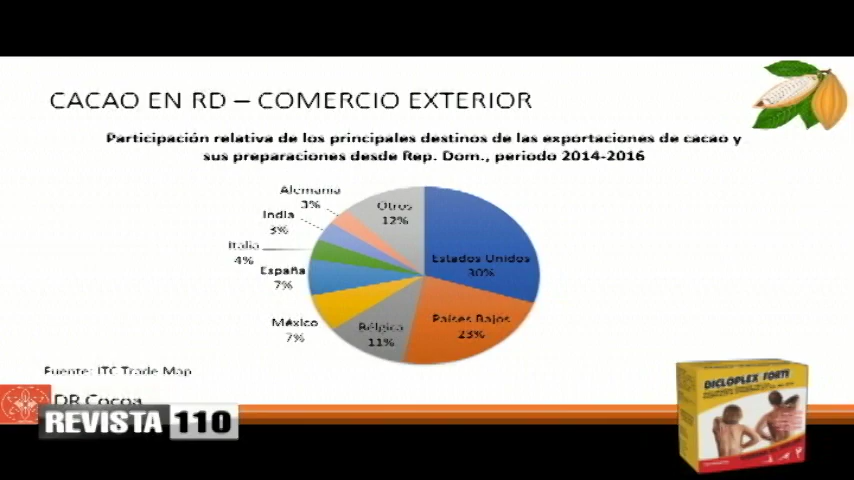 CACAO EN RD – COMERCIO EXTERIOR
Participación relativa de los principales destinos de las exportaciones de cacao y
sus preparaciones desde Rep. Dom., periodo 2014-2016
Alemania
3%
Otros
12%
India
3%
Italia
4%
España
7%
Estados Unidos
30%
México
7%
Bélgica
11%
Países Bajos
23%
Fuente: ITC Trade Map
DR Cocoa
REVISTA 110
DICLOPLEX FORTE